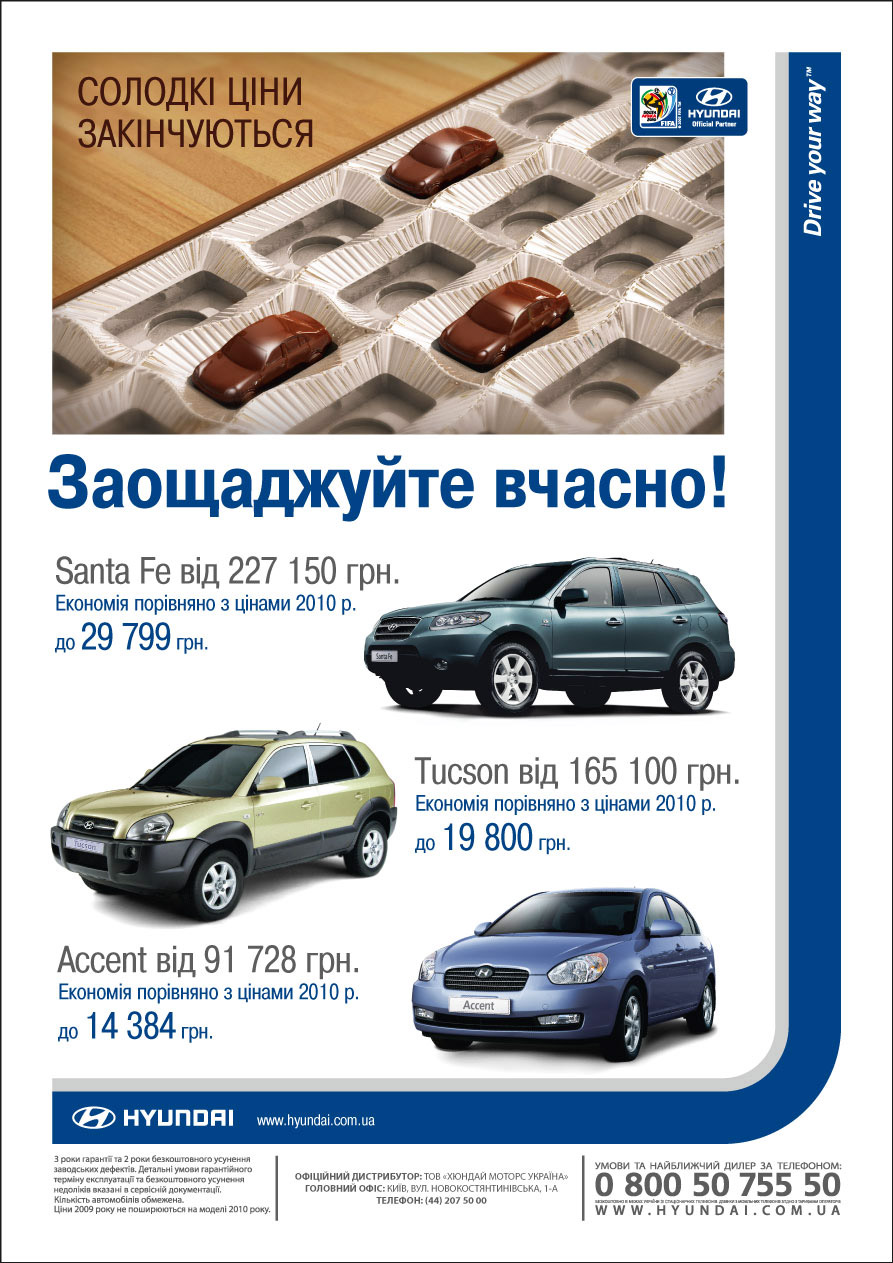 СОЛОДКІ ЦІНИ
ЗАКІНЧУЮТЬСЯ
SOUTH AFRICA 2010
FIFA
HYUNDAI
Official Partner
Drive your way™
Заощаджуйте вчасно!
Santa Fe від 227 150 грн.
Економія порівняно з цінами 2010 р.
до 29 799 грн.
Santa Fe
Tucson від 165 100 грн.
Економія порівняно з цінами 2010 р.
до 19 800 грн.
Tucson
Accent від 91 728 грн.
Економія порівняно з цінами 2010 р.
до 14 384 грн.
Accent
HYUNDAI www.hyundai.com.ua
3 роки гарантії та 2 роки безкоштовного усунення
заводських дефектів. Детальні умови гарантійного
терміну експлуатації та безкоштовного усунення
недоліків вказані в сервісній документації.
Кількість автомобілів обмежена.
Ціни 2009 року не поширюються на моделі 2010 року.
ОФІЦІЙНИЙ ДИСТРИБУТОР: ТОВ «ХЮНДАЙ МОТОРС УКРАЇНА»
ГОЛОВНИЙ ОФІС: КИЇВ, ВУЛ. НОВОКОСТЯНТИНІВСЬКА, 1-А
ТЕЛЕФОН: (44) 207 50 00
УМОВИ ТА НАЙБЛИЖЧИЙ ДИЛЕР ЗА ТЕЛЕФОНОМ:
0 800 50 755 50
WWW.HYUNDAI.COM.UA